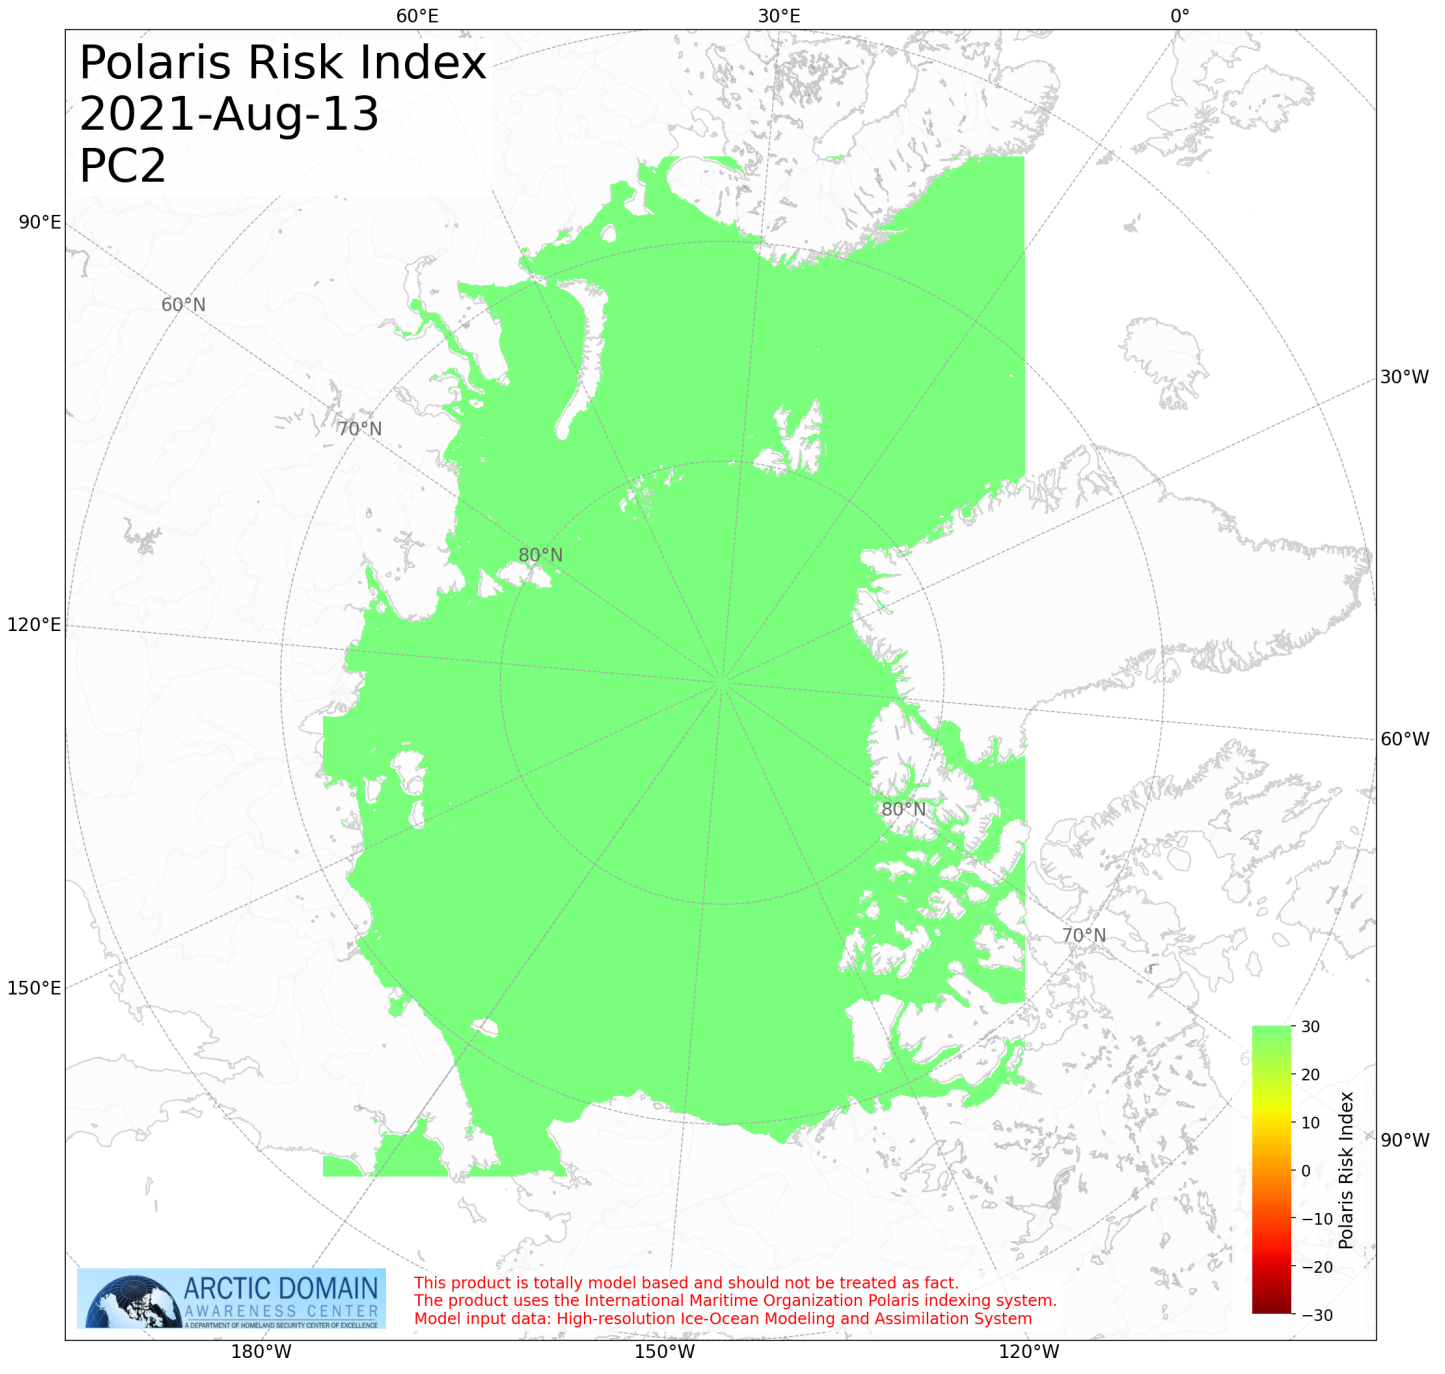 60°E
30°E
0°
Polaris Risk Index
2021-Aug-13
PC2
90°E
60°N
30°W
70°N
80°N
120°E
60°W
80°N
70°N
150°E
30
20
10
0
−10
−20
−30
Polaris Risk Index
90°W
ARCTIC DOMAIN
AWARENESS CENTER
A DEPARTMENT OF HOMELAND SECURITY CENTER OF EXCELLENCE
This product is totally model based and should not be treated as fact.
The product uses the International Maritime Organization Polaris indexing system.
Model input data: High-resolution Ice-Ocean Modeling and Assimilation System
180°W
150°W
120°W